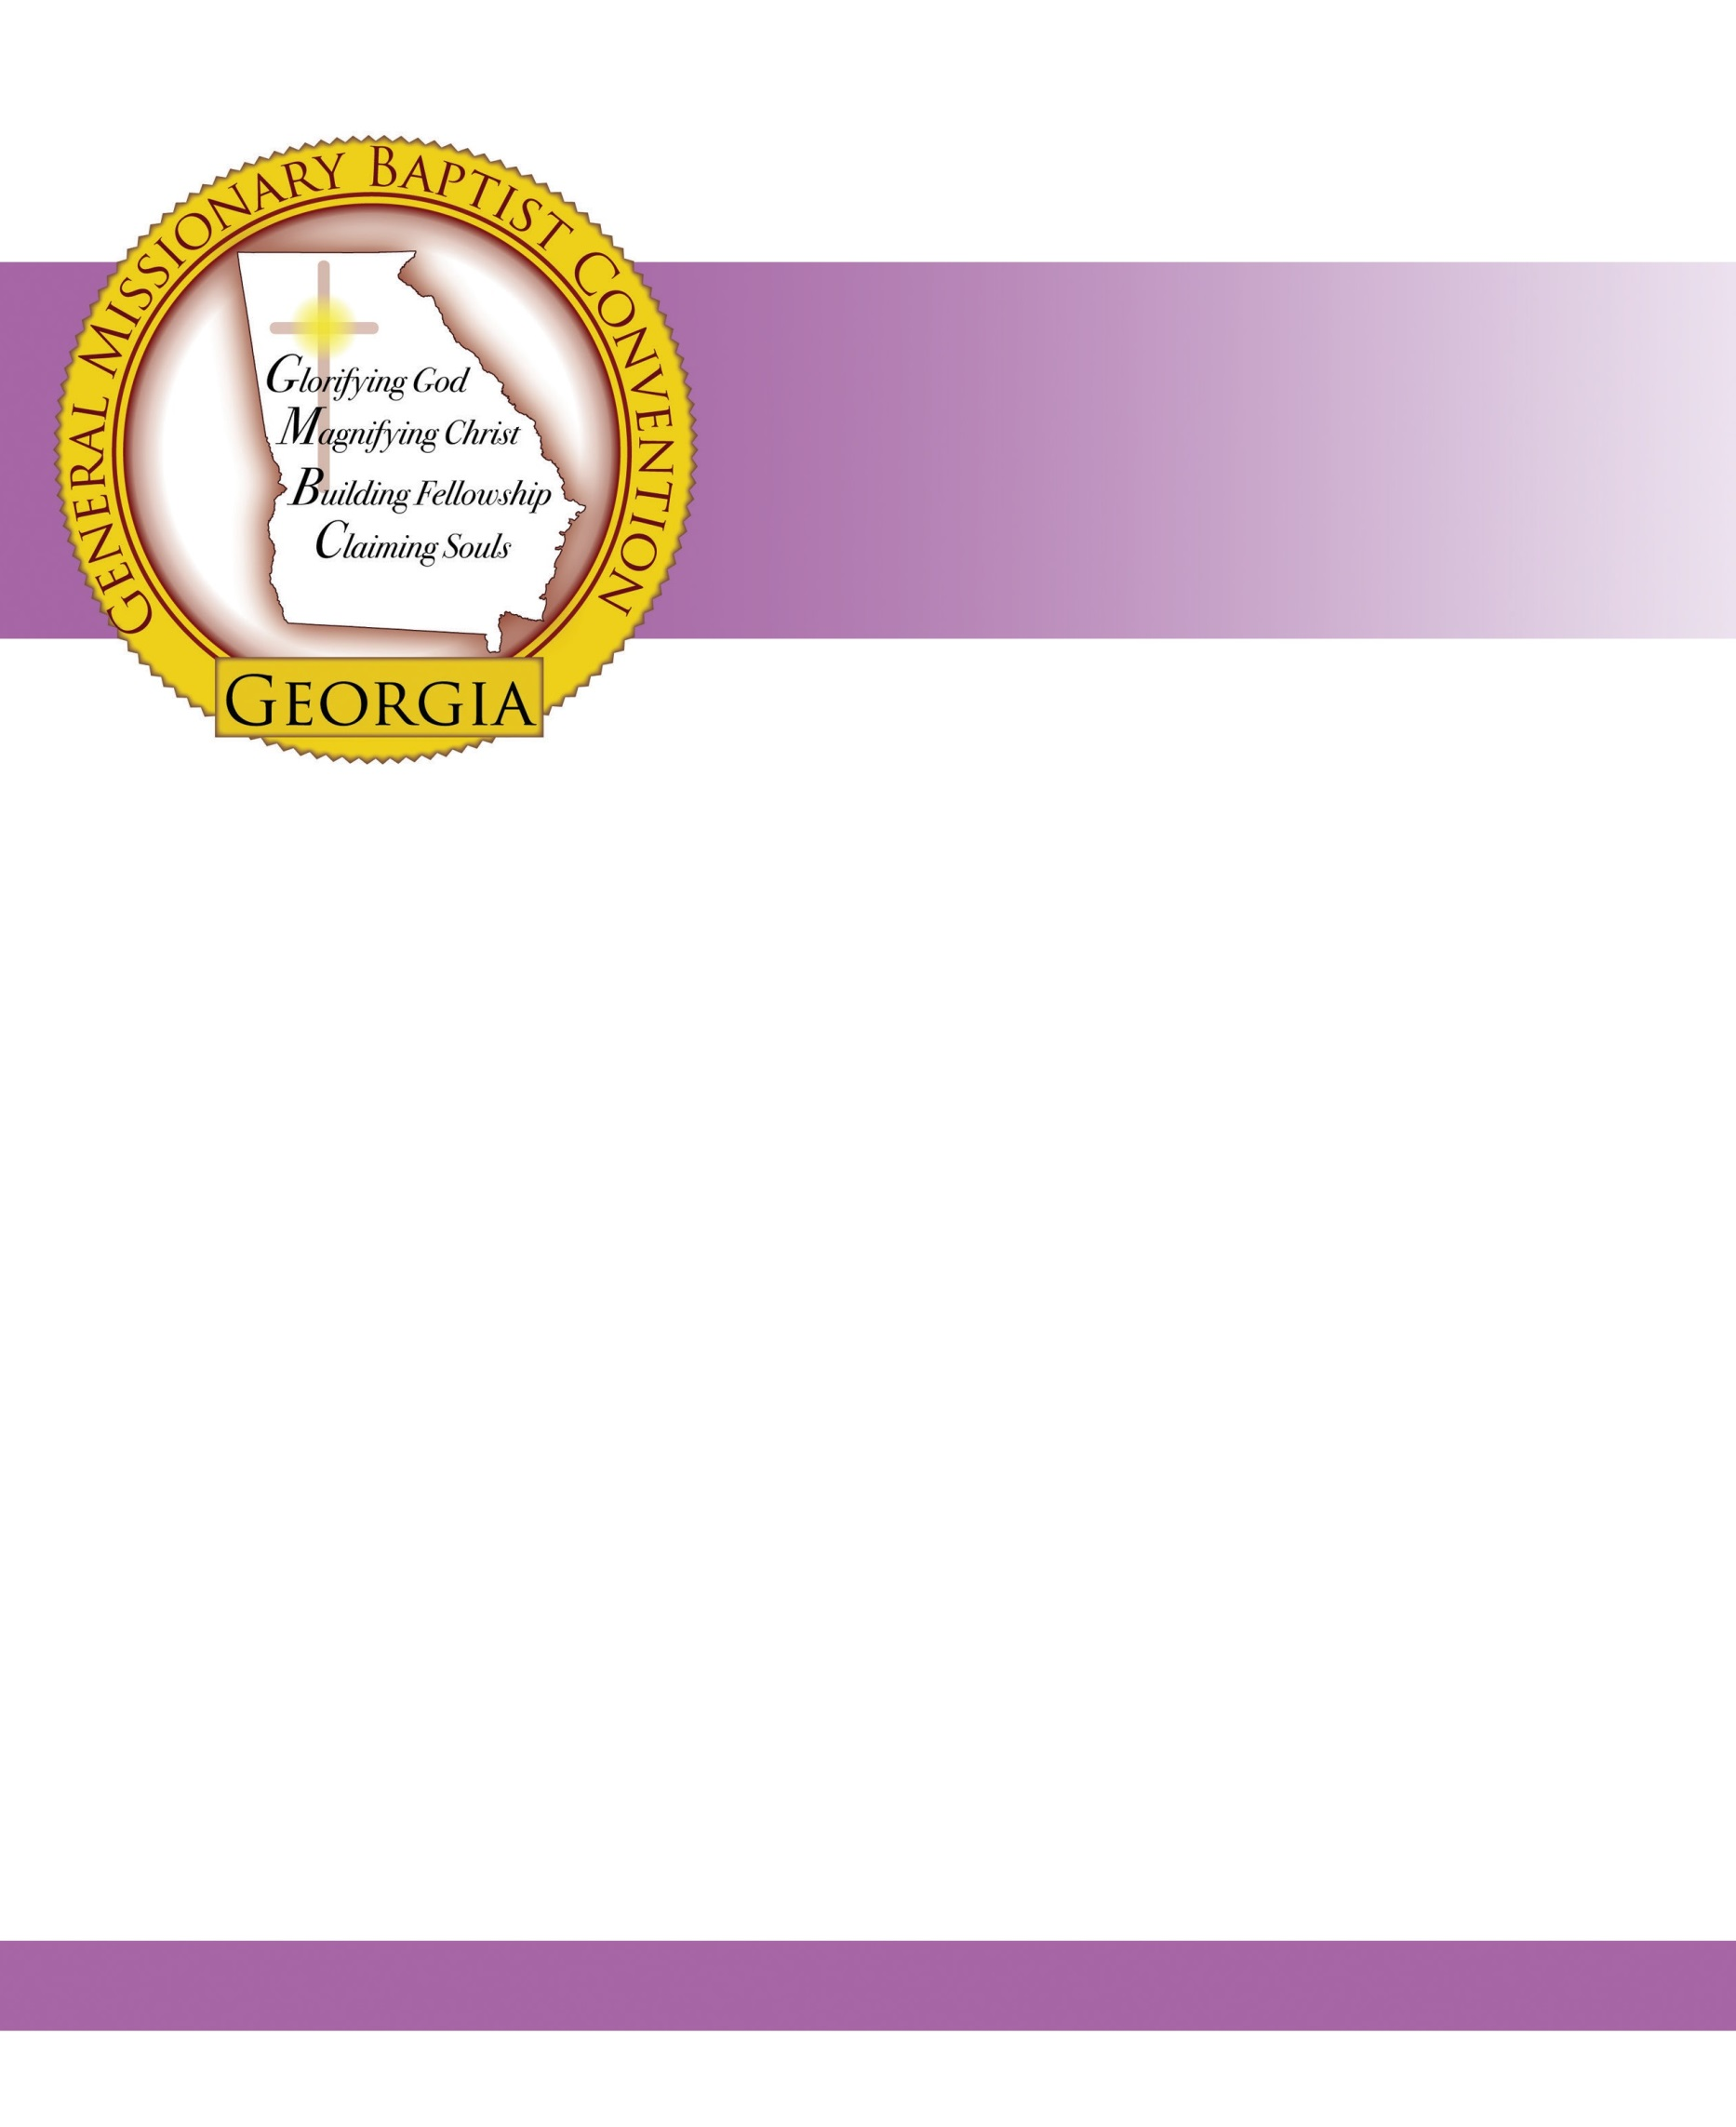 GENERAL MISSIONARY BAPTIST CONVENTION
Glorifying God
Magnifying Christ
Building Fellowship
Claiming Souls
GEORGIA